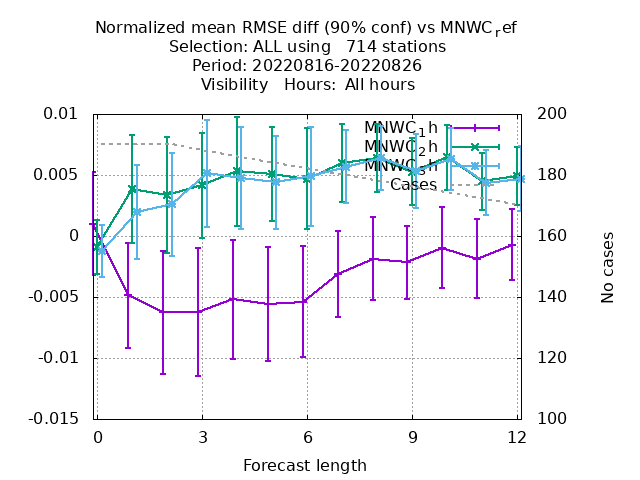 Normalized mean RMSE diff (90% conf) vs MNWC_ref
Selection: ALL using   714 stations
Period: 20220816-20220826
Visibility   Hours:  All hours
0.01
0.005
0
-0.005
-0.01
-0.015
200
180
160
140
120
100
MNWC_1h
MNWC_2h
MNWC_3h
Cases
No cases
0 3 6 9 12
Forecast length